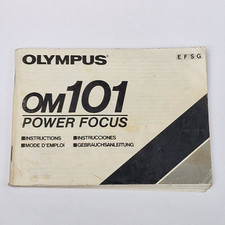 OLYMPUS
E F S G
OM101
POWER FOCUS
■INSTRUCTIONS ■INSTRUCCIONES
■MODE D'EMPLOI ■GEBRAUCHSANLEITUNG